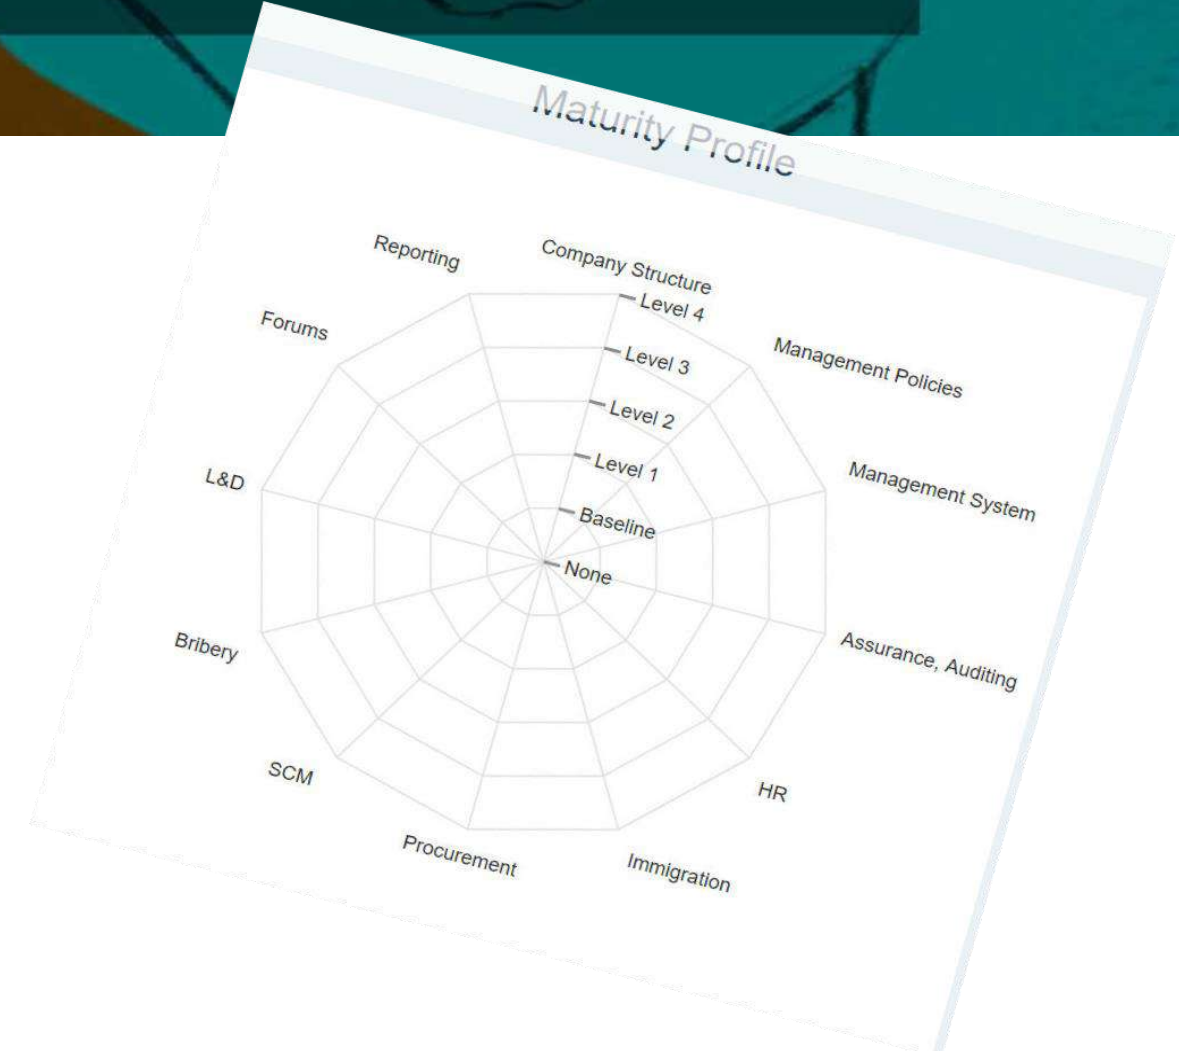 Maturity Profile
Company Structure
Reporting
Level 4
Forums
Management Policies
Level 3
Level 2
Level 1
L&D
Management System
Baseline
None
Bribery
Assurance, Auditing
SCM
HR
Procurement
Immigration